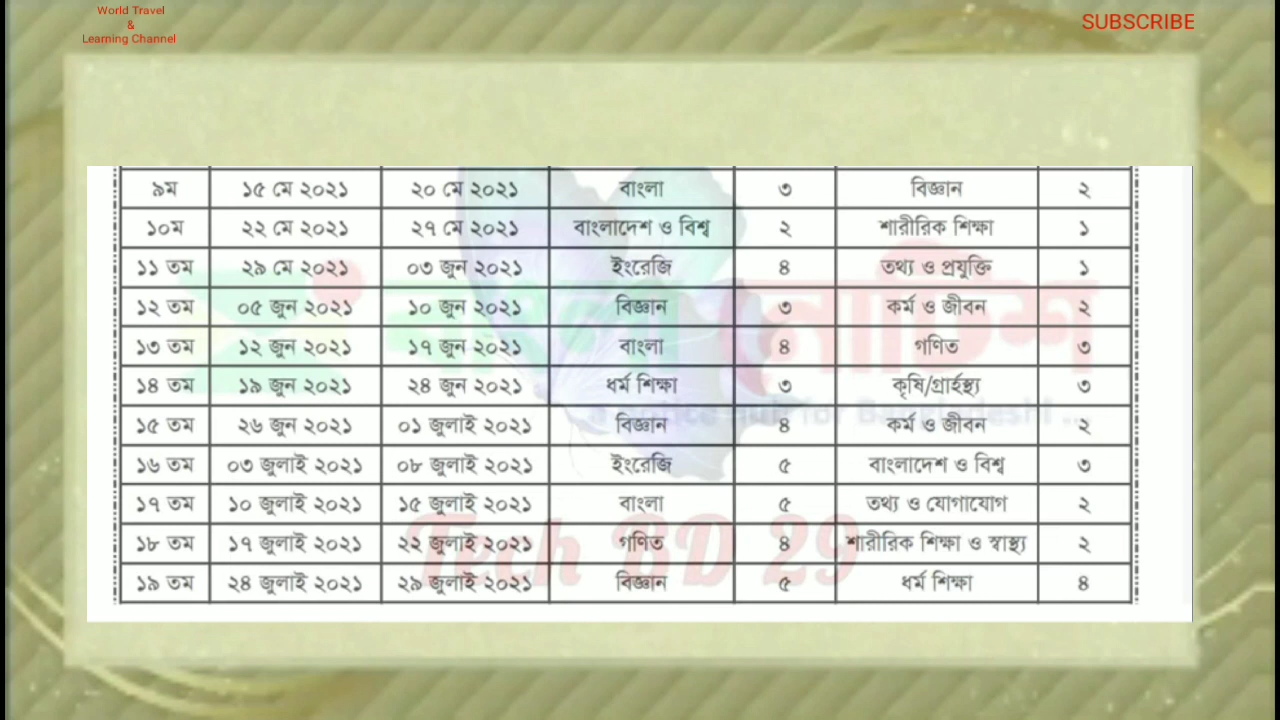 World Travel
&
Learning Channel
SUBSCRIBE
৯ম ১৫ মে ২০২১ ২০ মে ২০২১ বাংলা ৩ বিজ্ঞান ২
১০ম ২২ মে ২০২১ ২৭ মে ২০২১ বাংলাদেশ ও বিশ্ব ২ শারীরিক শিক্ষা ১
১১ তম ২৯ মে ২০২১ ০৩ জুন ২০২১ ইংরেজি ৪ তথ্য ও প্রযুক্তি ১
১২ তম ০৫ জুন ২০২১ ১০ জুন ২০২১ বিজ্ঞান ৩ কর্ম ও জীবন ২
১৩ তম ১২ জুন ২০২১ ১৭ জুন ২০২১ বাংলা ৪ গণিত ৩
১৪ তম ১৯ জুন ২০২১ ২৪ জুন ২০২১ ধর্ম শিক্ষা ৩ কৃষি/গ্রার্হস্থ্য ৩
১৫ তম ২৬ জুন ২০২১ ০১ জুলাই ২০২১ বিজ্ঞান ৪ কর্ম ও জীবন ২
১৬ তম ০৩ জুলাই ২০২১ ০৮ জুলাই ২০২১ ইংরেজি ৫ বাংলাদেশ ও বিশ্ব ৩
১৭ তম ১০ জুলাই ২০২১ ১৫ জুলাই ২০২১ বাংলা ৫ তথ্য ও যোগাযোগ ২
১৮ তম ১৭ জুলাই ২০২১ ২২ জুলাই ২০২১ গণিত ৪ শারীরিক শিক্ষা ও স্বাস্থ্য ২
১৯ তম ২৪ জুলাই ২০২১ ২৯ জুলাই ২০২১ বিজ্ঞান ৫ ধর্ম শিক্ষা ৪
নোটিশ
for Bangladeshi ...
Tech BD 29